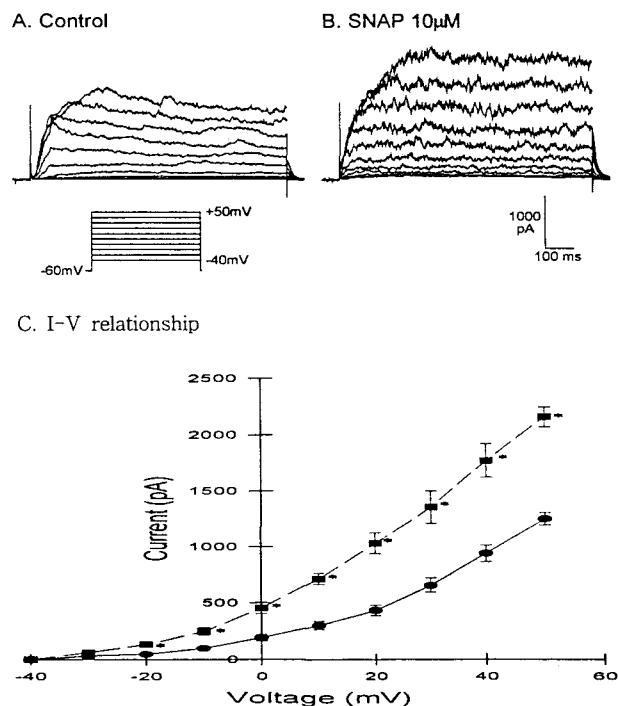 A. Control
B. SNAP 10μM
+50mV
-60mV
-40mV
1000
pA
100 ms
C. I-V relationship
2500
2000
1500
1000
500
0
Current (pA)
-40
-20
0
20
40
60
Voltage (mV)